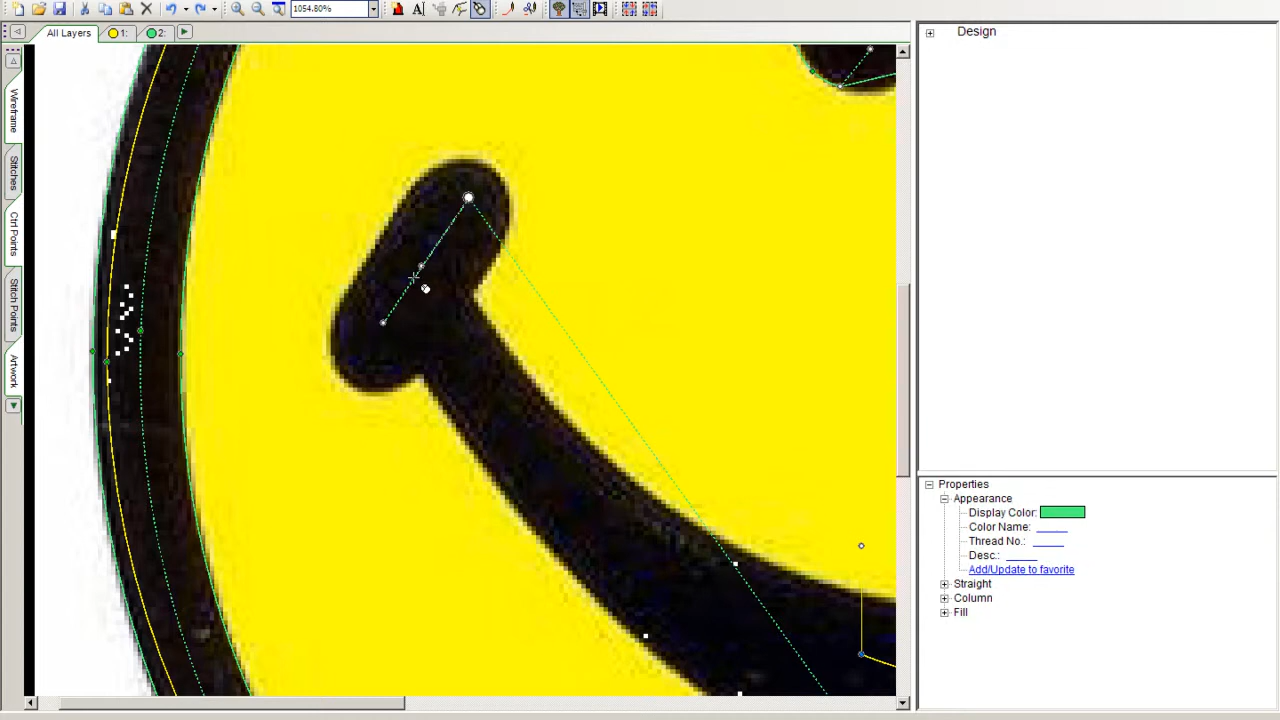 1054.80%
All Layers
1:
2:
Wireframe
Stitches
Ctrl Points
Stitch Points
Artwork
Design
Properties
Appearance
Display Color:
Color Name:
Thread No.:
Desc.:
Add/Update to favorite
Straight
Column
Fill